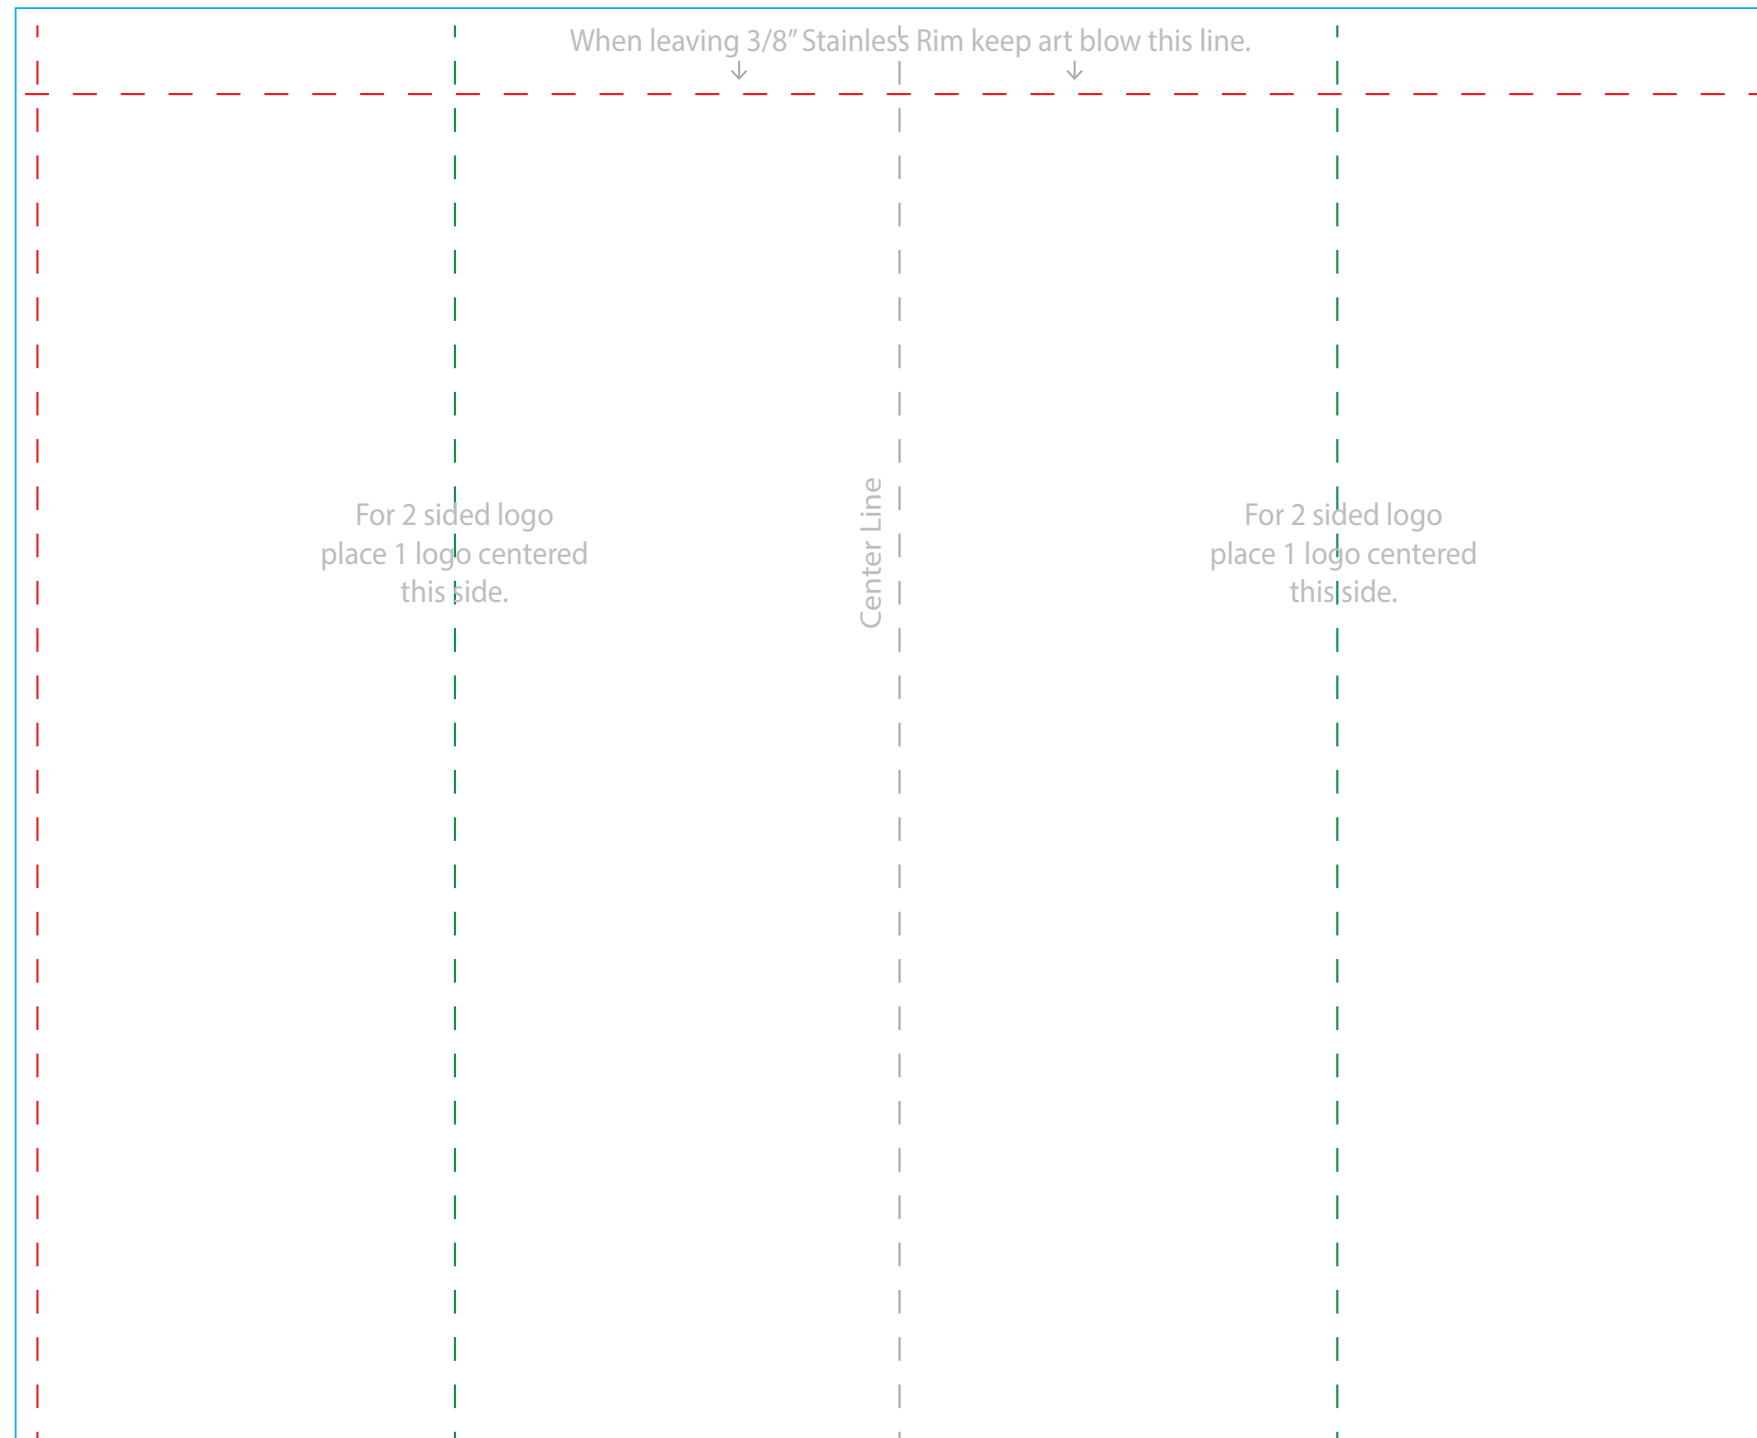 When leaving 3/8” Stainless Rim keep art blow this line.
For 2 sided logo
place 1 logo centered
this side.
Center Line
For 2 sided logo
place 1 logo centered
this side.